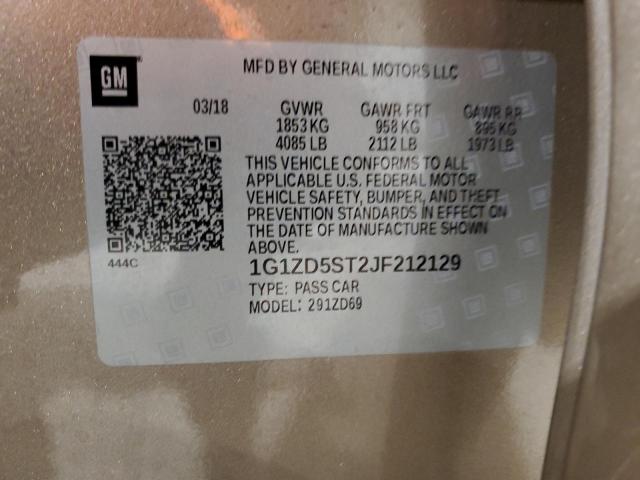 GM
MFD BY GENERAL MOTORS LLC
03/18 GVWR GAWR FRT GAWR RR
1853 KG 958 KG 895 KG
4085 LB 2112 LB 1973 LB
THIS VEHICLE CONFORMS TO ALL
APPLICABLE U.S. FEDERAL MOTOR
VEHICLE SAFETY, BUMPER, AND THEFT
PREVENTION STANDARDS IN EFFECT ON
THE DATE OF MANUFACTURE SHOWN
ABOVE.
444C
1G1ZD5ST2JF212129
TYPE: PASS CAR
MODEL: 291ZD69